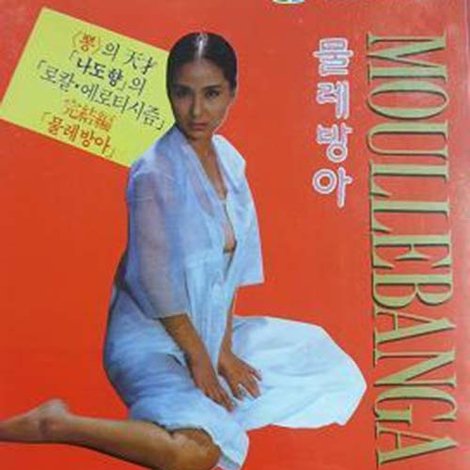 〈뽕〉의 天才
「나도향」의
「로칼·에로티시즘」
完結編
「물레방아」
물레방아
MOULLEBANGA